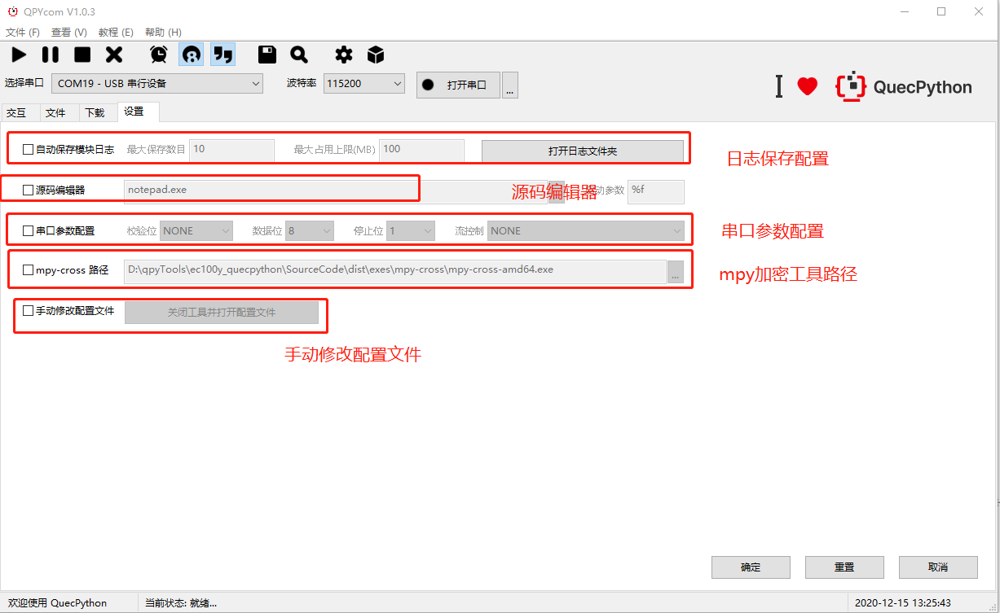 QPYcom V1.0.3
文件 (F) 查看 (V) 教程 (E) 帮助 (H)
选择串口 COM19 - USB 串行设备 波特率 115200 打开串口 ...
QuecPython
交互 文件 下载 设置
自动保存模块日志 最大保存数目 10 最大占用上限(MB) 100 打开日志文件夹 日志保存配置
源码编辑器 notepad.exe 源码编辑器 动参数 %f
串口参数配置 校验位 NONE 数据位 8 停止位 1 流控制 NONE 串口参数配置
mpy-cross 路径 D:\qpyTools\ec100y_quecpython\SourceCode\dist\exes\mpy-cross\mpy-cross-amd64.exe ... mpy加密工具路径
手动修改配置文件 关闭工具并打开配置文件
手动修改配置文件
确定 重置 取消
欢迎使用 QuecPython 当前状态: 就绪... 2020-12-15 13:25:43